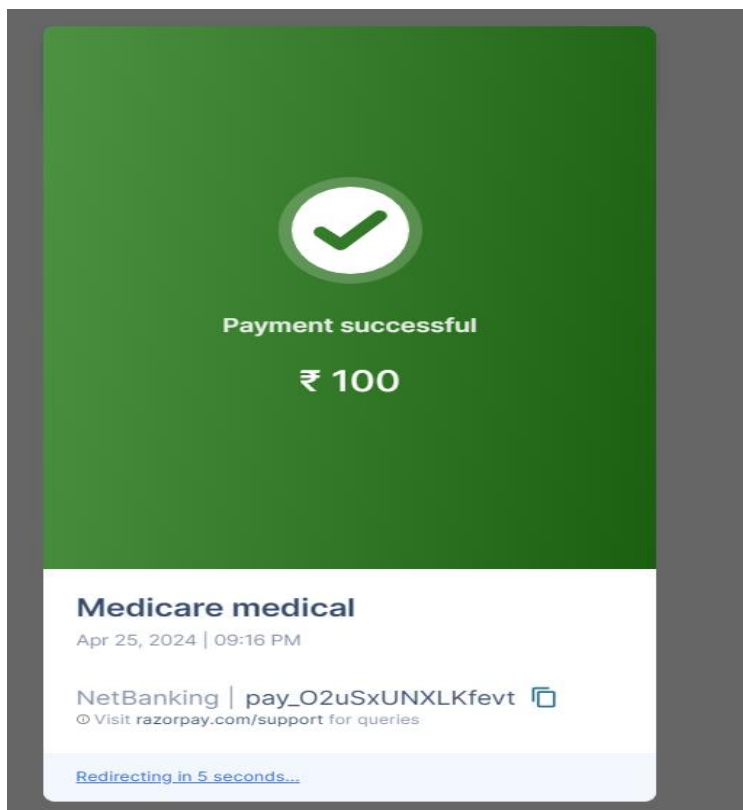 Payment successful
₹ 100
Medicare medical
Apr 25, 2024 | 09:16 PM
NetBanking | pay_O2uSxUNXLKfevt
Visit razorpay.com/support for queries
Redirecting in 5 seconds...